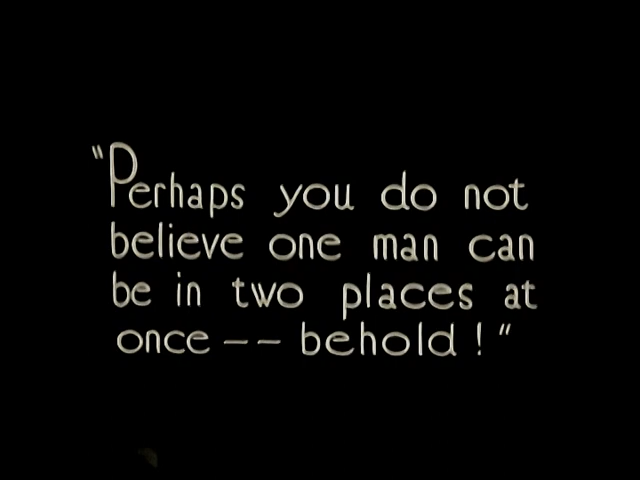 "Perhaps you do not
believe one man can
be in two places at
once -- behold!"